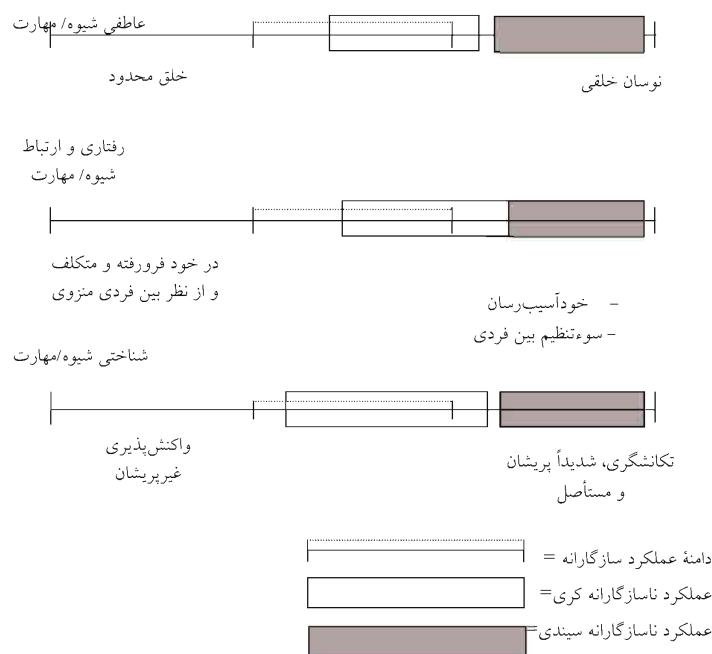 عاطفی شیوه/ مهارت
خلق محدود
نوسان خلقی
رفتاری و ارتباط
شیوه/ مهارت
در خود فرورفته و متکلف
و از نظر بین فردی منزوی
- خودآسیب‌رسان
- سوء‌تنظیم بین فردی
شناختی شیوه/مهارت
واکنش‌پذیری
غیرپریشان
تکانشگری، شدیداً پریشان
و مستأصل
دامنهٔ عملکرد سازگارانه =
عملکرد ناسازگارانه کری=
عملکرد ناسازگارانه سیندی=